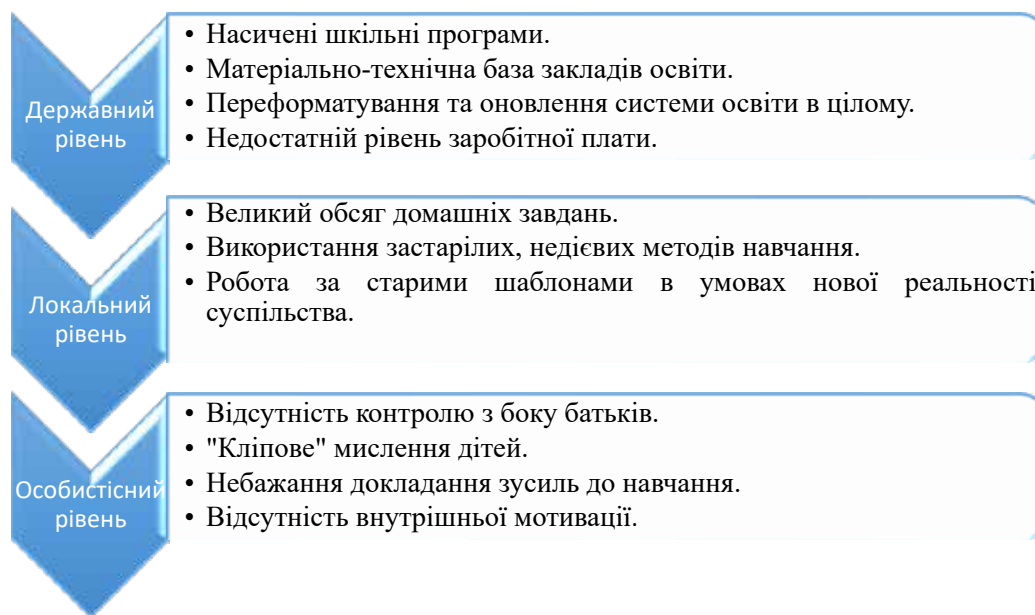 Державний
рівень
• Насичені шкільні програми.
• Матеріально-технічна база закладів освіти.
• Переформатування та оновлення системи освіти в цілому.
• Недостатній рівень заробітної плати.
Локальний
рівень
• Великий обсяг домашніх завдань.
• Використання застарілих, недієвих методів навчання.
• Робота за старими шаблонами в умовах нової реальності
суспільства.
Особистісний
рівень
• Відсутність контролю з боку батьків.
• "Кліпове" мислення дітей.
• Небажання докладання зусиль до навчання.
• Відсутність внутрішньої мотивації.